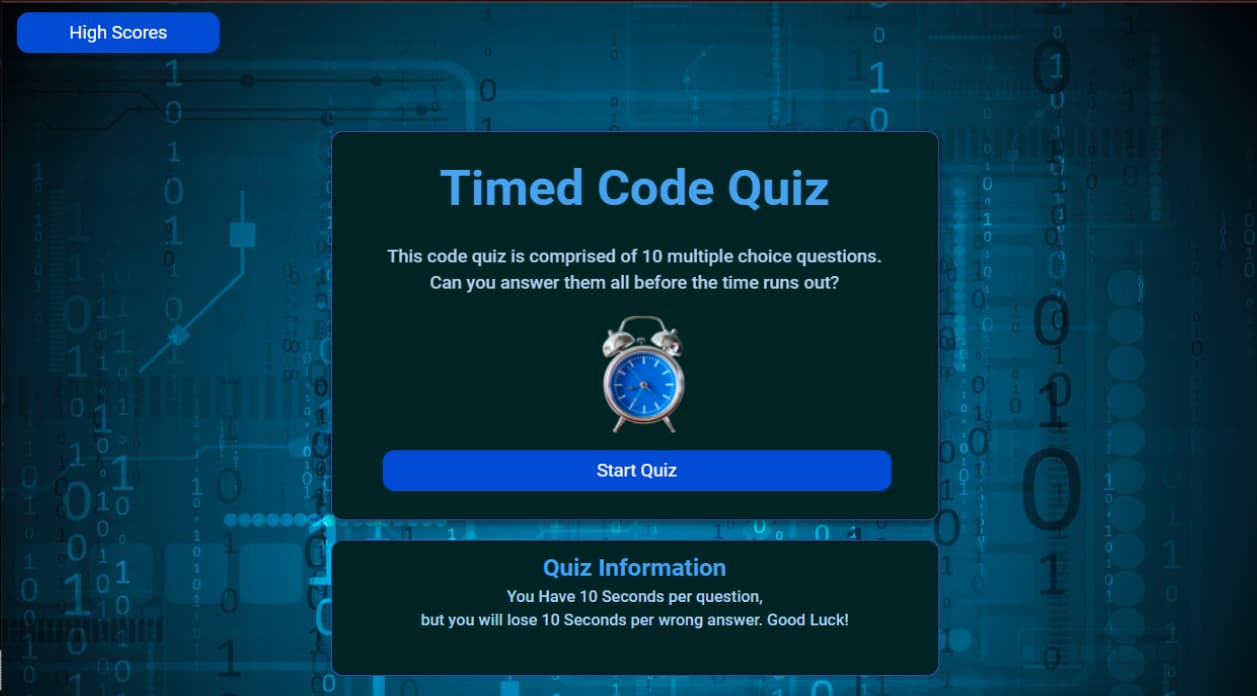 High Scores
Timed Code Quiz
This code quiz is comprised of 10 multiple choice questions.
Can you answer them all before the time runs out?
Start Quiz
Quiz Information
You Have 10 Seconds per question,
but you will lose 10 Seconds per wrong answer. Good Luck!